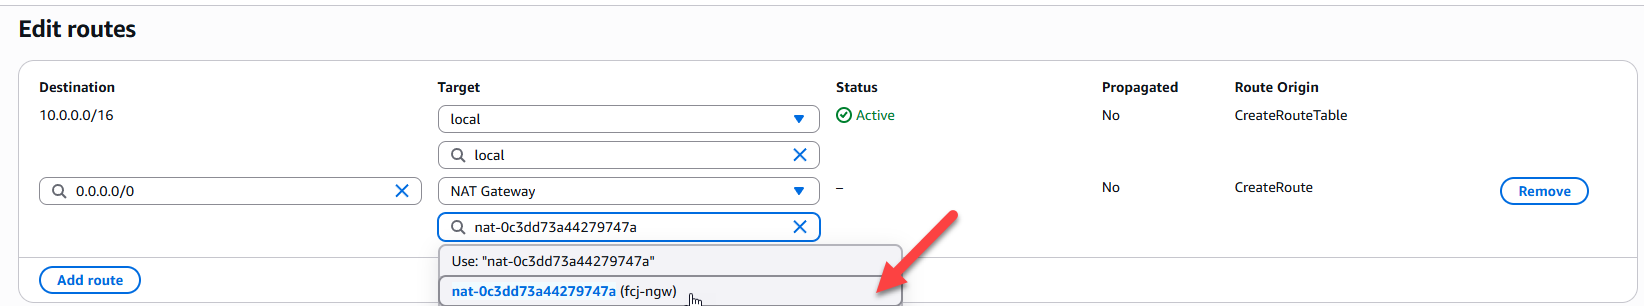 Edit routes
Destination Target Status Propagated Route Origin
10.0.0.0/16 local Active No CreateRouteTable
local
0.0.0.0/0 NAT Gateway – No CreateRoute Remove
nat-0c3dd73a44279747a
Use: "nat-0c3dd73a44279747a"
Add route
nat-0c3dd73a44279747a (fcj-ngw)